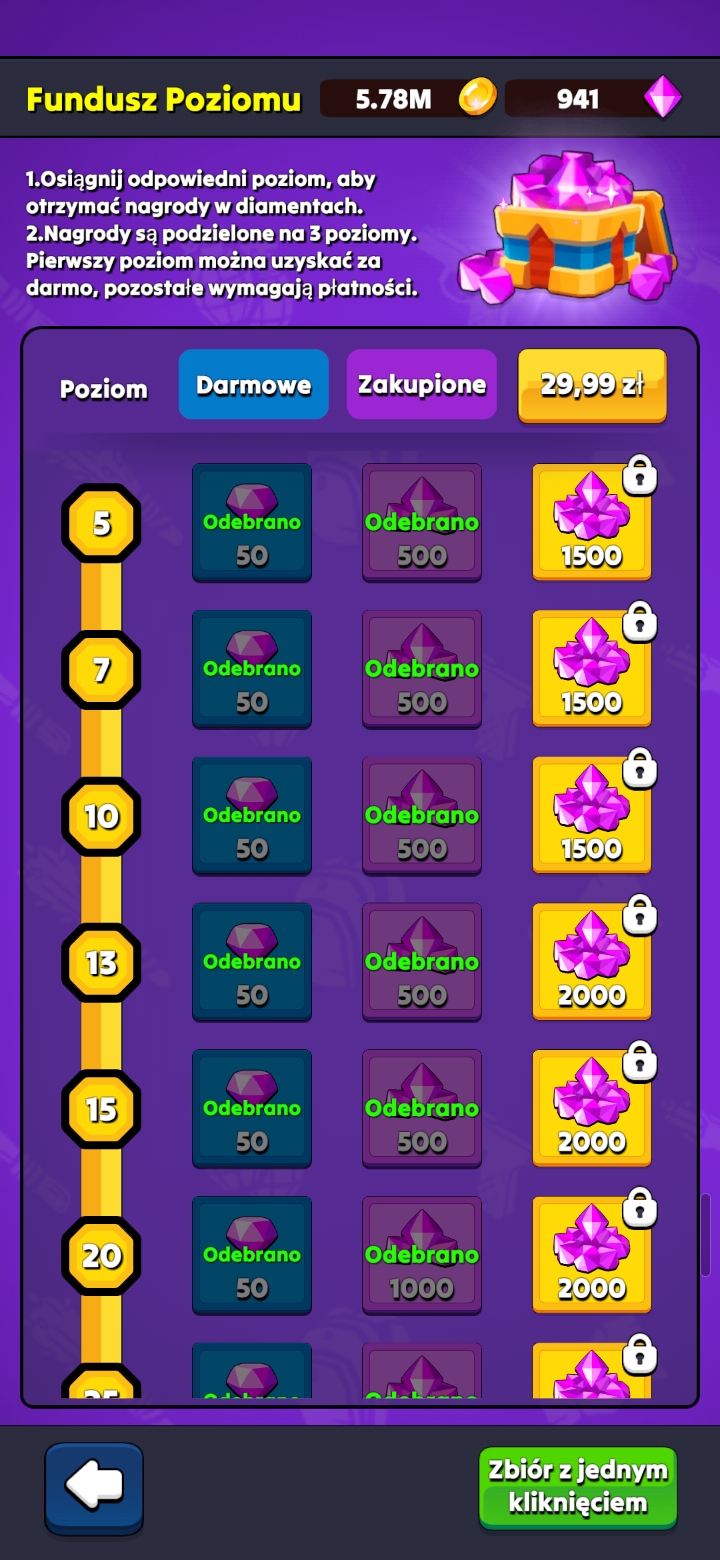 Fundusz Poziomu 5.78M 941
1.Osiągnij odpowiedni poziom, aby
otrzymać nagrody w diamentach.
2.Nagrody są podzielone na 3 poziomy.
Pierwszy poziom można uzyskać za
darmo, pozostałe wymagają płatności.
Poziom Darmowe Zakupione 29,99 zł
5 Odebrano 50 Odebrano 500 1500
7 Odebrano 50 Odebrano 500 1500
10 Odebrano 50 Odebrano 500 1500
13 Odebrano 50 Odebrano 500 2000
15 Odebrano 50 Odebrano 500 2000
20 Odebrano 50 Odebrano 1000 2000
25 Odebrano Odebrano
Zbiór z jednym
kliknięciem